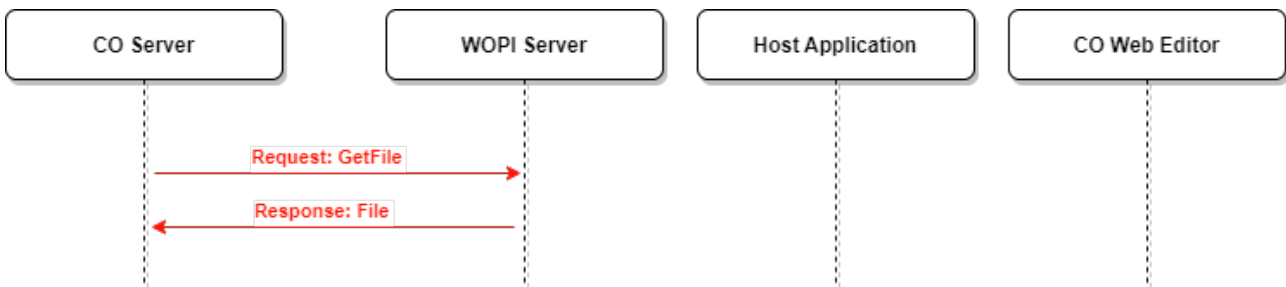 CO Server
WOPI Server
Host Application
CO Web Editor
Request: GetFile
Response: File